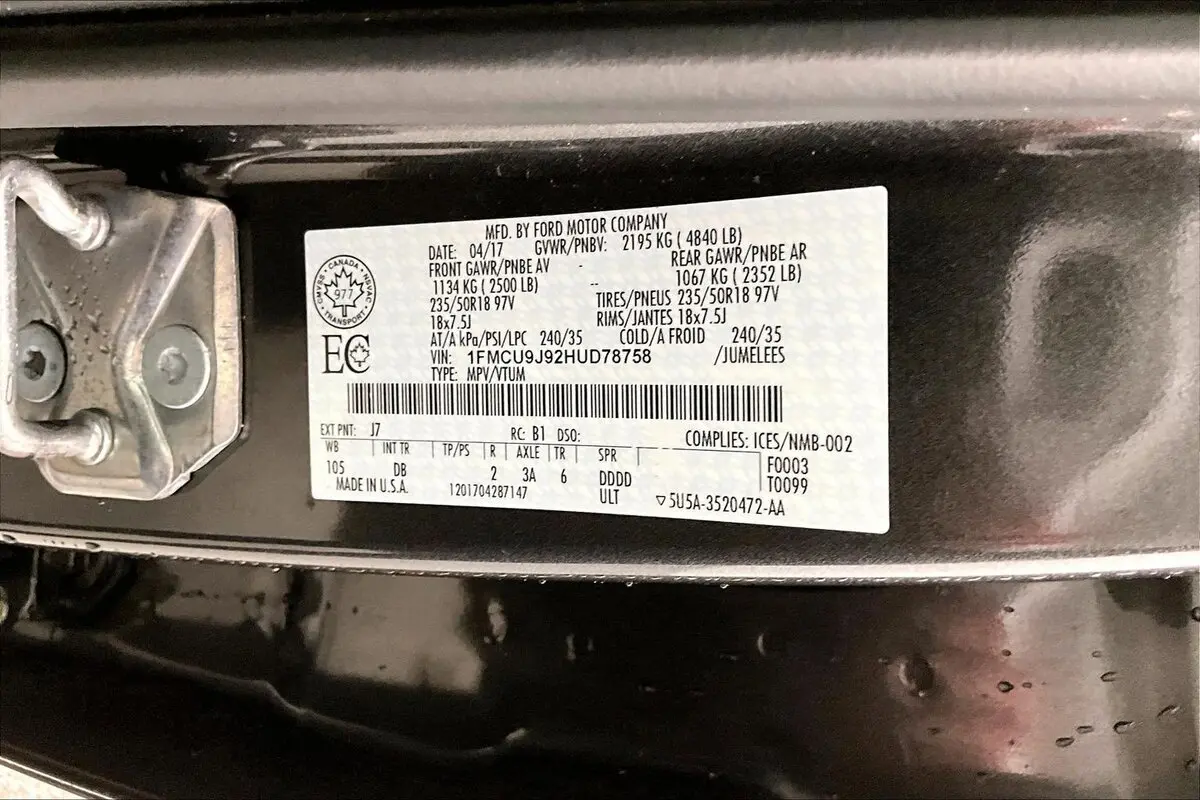 MFD. BY FORD MOTOR COMPANY
DATE: 04/17 GVWR/PNBV: 2195 KG ( 4840 LB)
FRONT GAWR/PNBE AV - REAR GAWR/PNBE AR
1134 KG ( 2500 LB) -- 1067 KG ( 2352 LB)
235/50R18 97V TIRES/PNEUS 235/50R18 97V
18x7.5J RIMS/JANTES 18x7.5J
AT/A kPa/PSI/LPC 240/35 COLD/A FROID 240/35
VIN: 1FMCU9J92HUD78758 /JUMELEES
TYPE: MPV/VTUM
CANADA
CMVSS NSVAC
977
TRANSPORT
EC
EXT PNT: J7 RC: B1 DSO: COMPLIES: ICES/NMB-002
WB INT TR TP/PS R AXLE TR SPR F0003
105 DB 2 3A 6 DDDD T0099
MADE IN U.S.A. 1201704287147 ULT 5U5A-3520472-AA